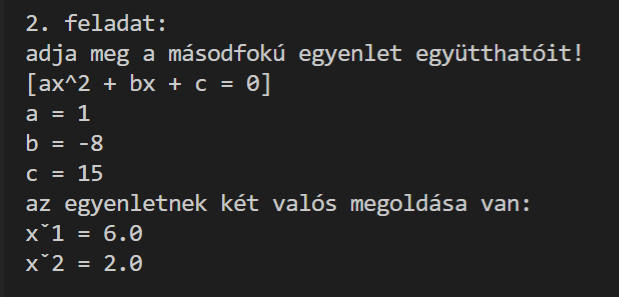 2. feladat:
adja meg a másodfokú egyenlet együtthatóit!
[ax^2 + bx + c = 0]
a = 1
b = -8
c = 15
az egyenletnek két valós megoldása van:
xˇ1 = 6.0
xˇ2 = 2.0